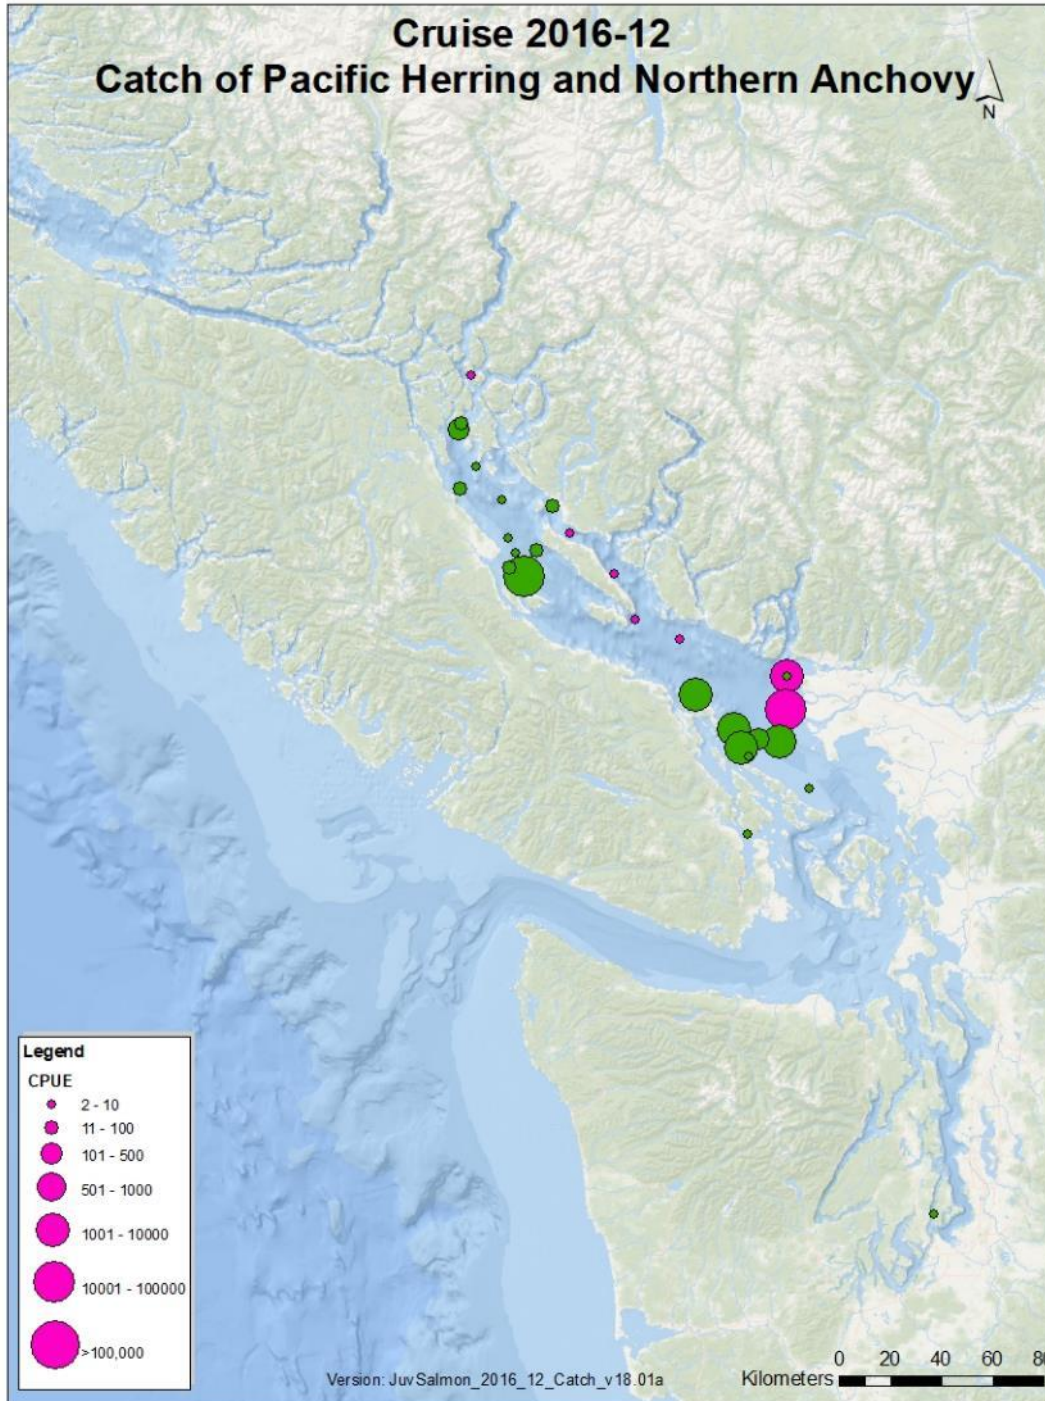 Cruise 2016-12
Catch of Pacific Herring and Northern Anchovy
N
Legend
CPUE
2 - 10
11 - 100
101 - 500
501 - 1000
1001 - 10000
10001 - 100000
>100,000
Version: JuvSalmon_2016_12_Catch_v18.01a
Kilometers
0 20 40 60 80